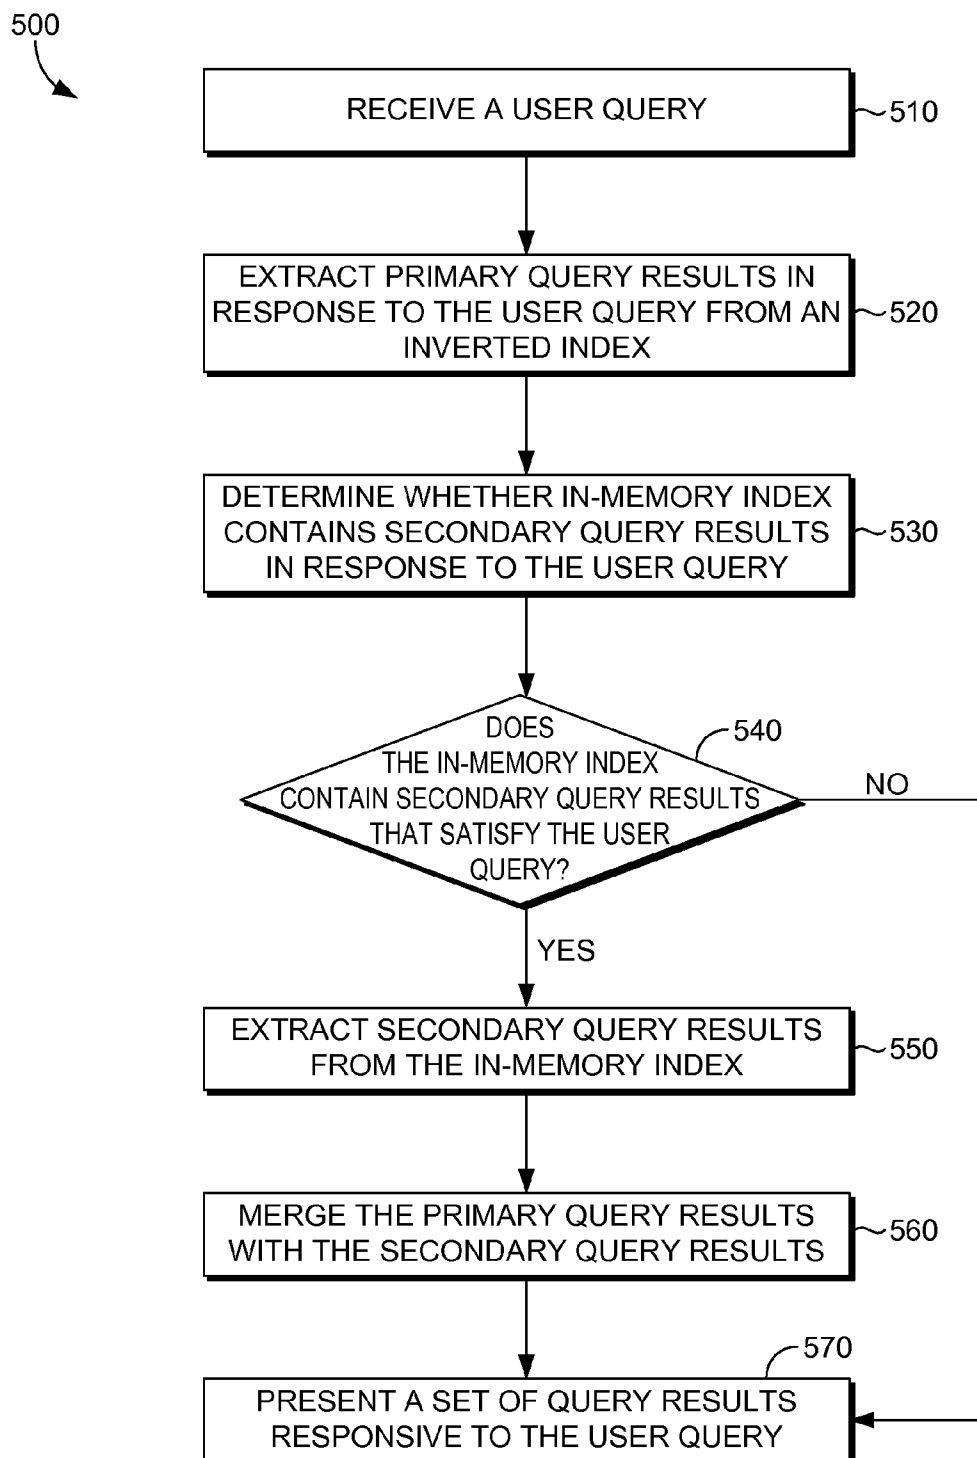 500
RECEIVE A USER QUERY
510
EXTRACT PRIMARY QUERY RESULTS IN
RESPONSE TO THE USER QUERY FROM AN
INVERTED INDEX
520
DETERMINE WHETHER IN-MEMORY INDEX
CONTAINS SECONDARY QUERY RESULTS
IN RESPONSE TO THE USER QUERY
530
DOES
THE IN-MEMORY INDEX
CONTAIN SECONDARY QUERY RESULTS
THAT SATISFY THE USER
QUERY?
540
NO
YES
EXTRACT SECONDARY QUERY RESULTS
FROM THE IN-MEMORY INDEX
550
MERGE THE PRIMARY QUERY RESULTS
WITH THE SECONDARY QUERY RESULTS
560
570
PRESENT A SET OF QUERY RESULTS
RESPONSIVE TO THE USER QUERY